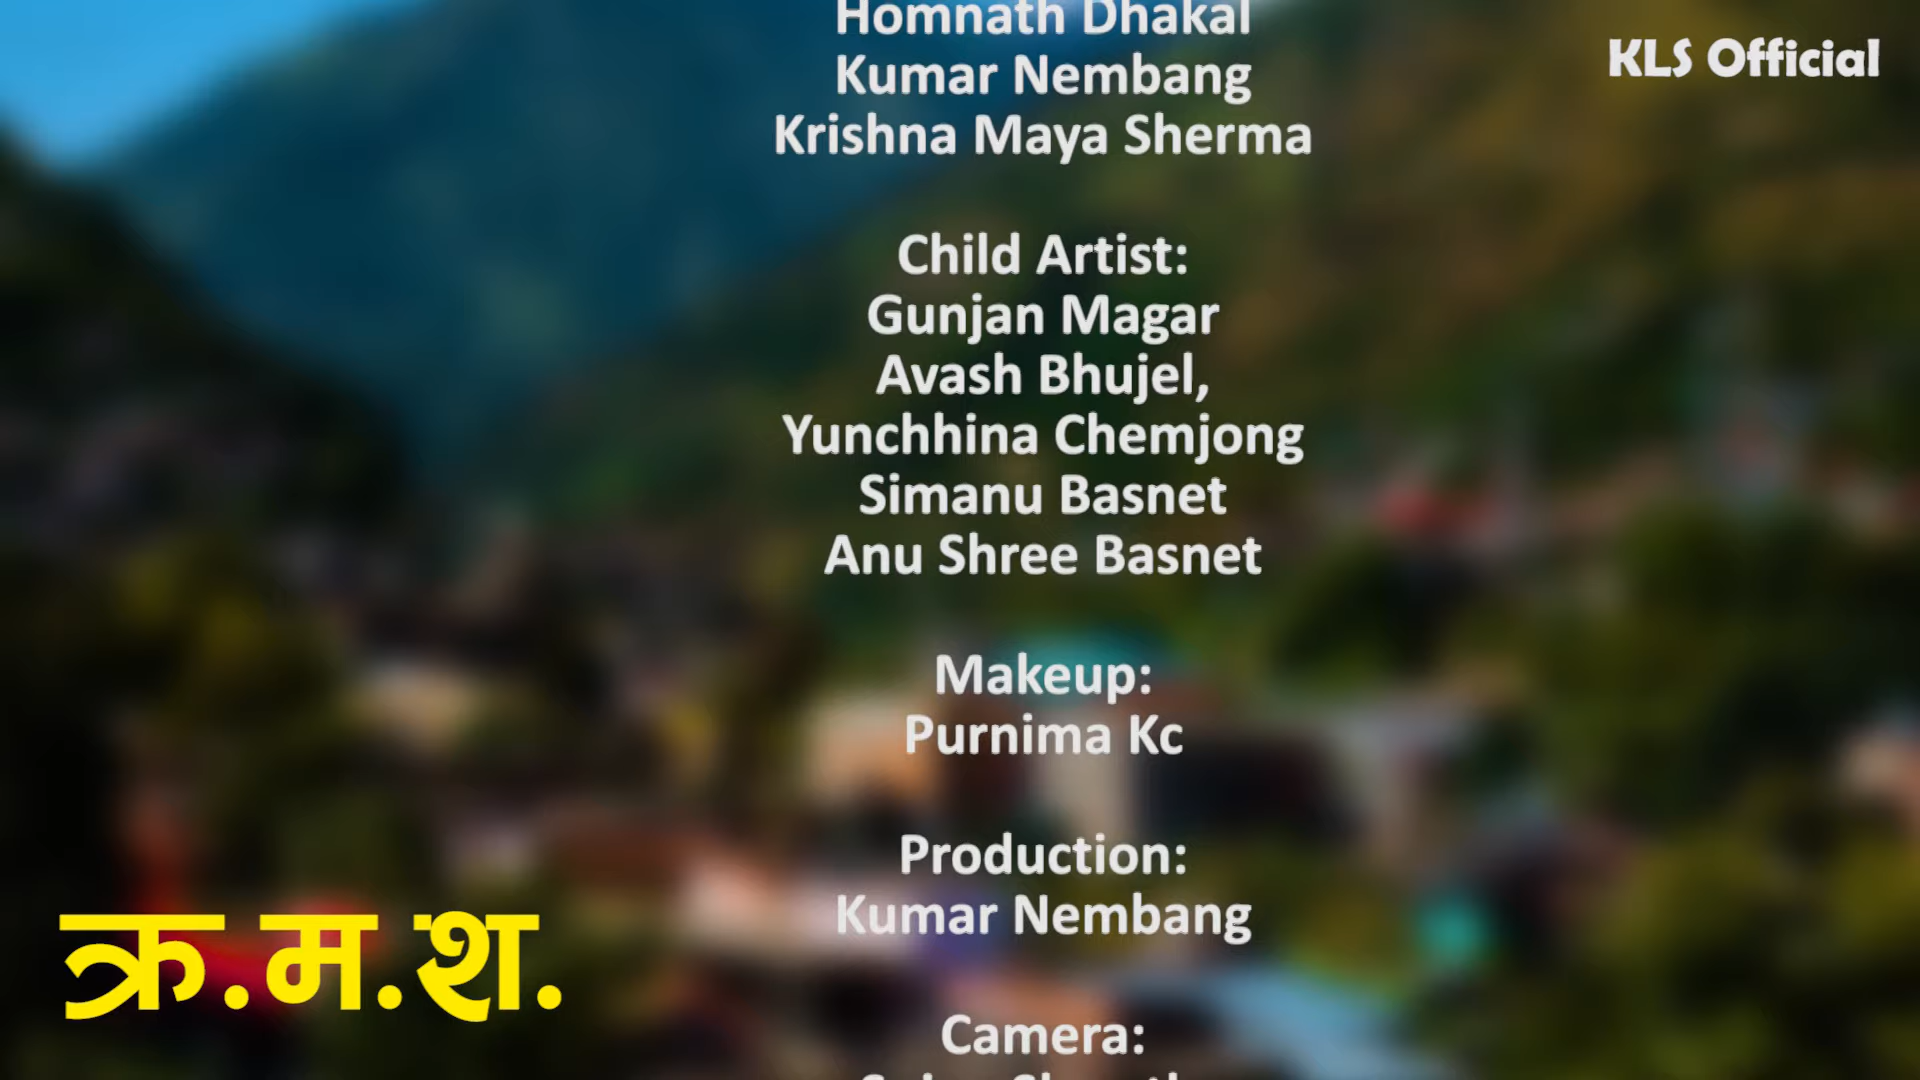 Homnath Dhakal
KLS Official
Kumar Nembang
Krishna Maya Sherma
Child Artist:
Gunjan Magar
Avash Bhujel,
Yunchhina Chemjong
Simanu Basnet
Anu Shree Basnet
Makeup:
Purnima Kc
Production:
Kumar Nembang
क्र.म.श.
Camera: